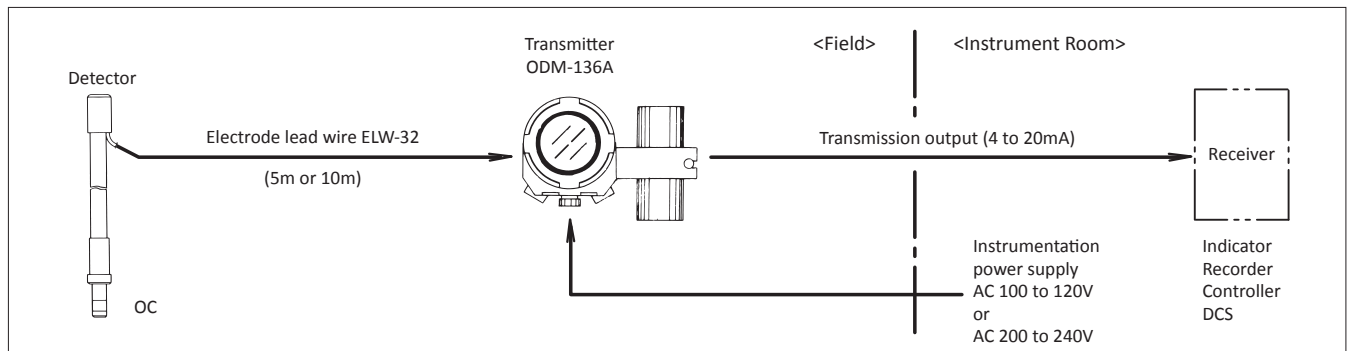 Detector
OC
Electrode lead wire ELW-32
(5m or 10m)
Transmitter
ODM-136A
<Field>
<Instrument Room>
Transmission output (4 to 20mA)
Receiver
Instrumentation
power supply
AC 100 to 120V
or
AC 200 to 240V
Indicator
Recorder
Controller
DCS